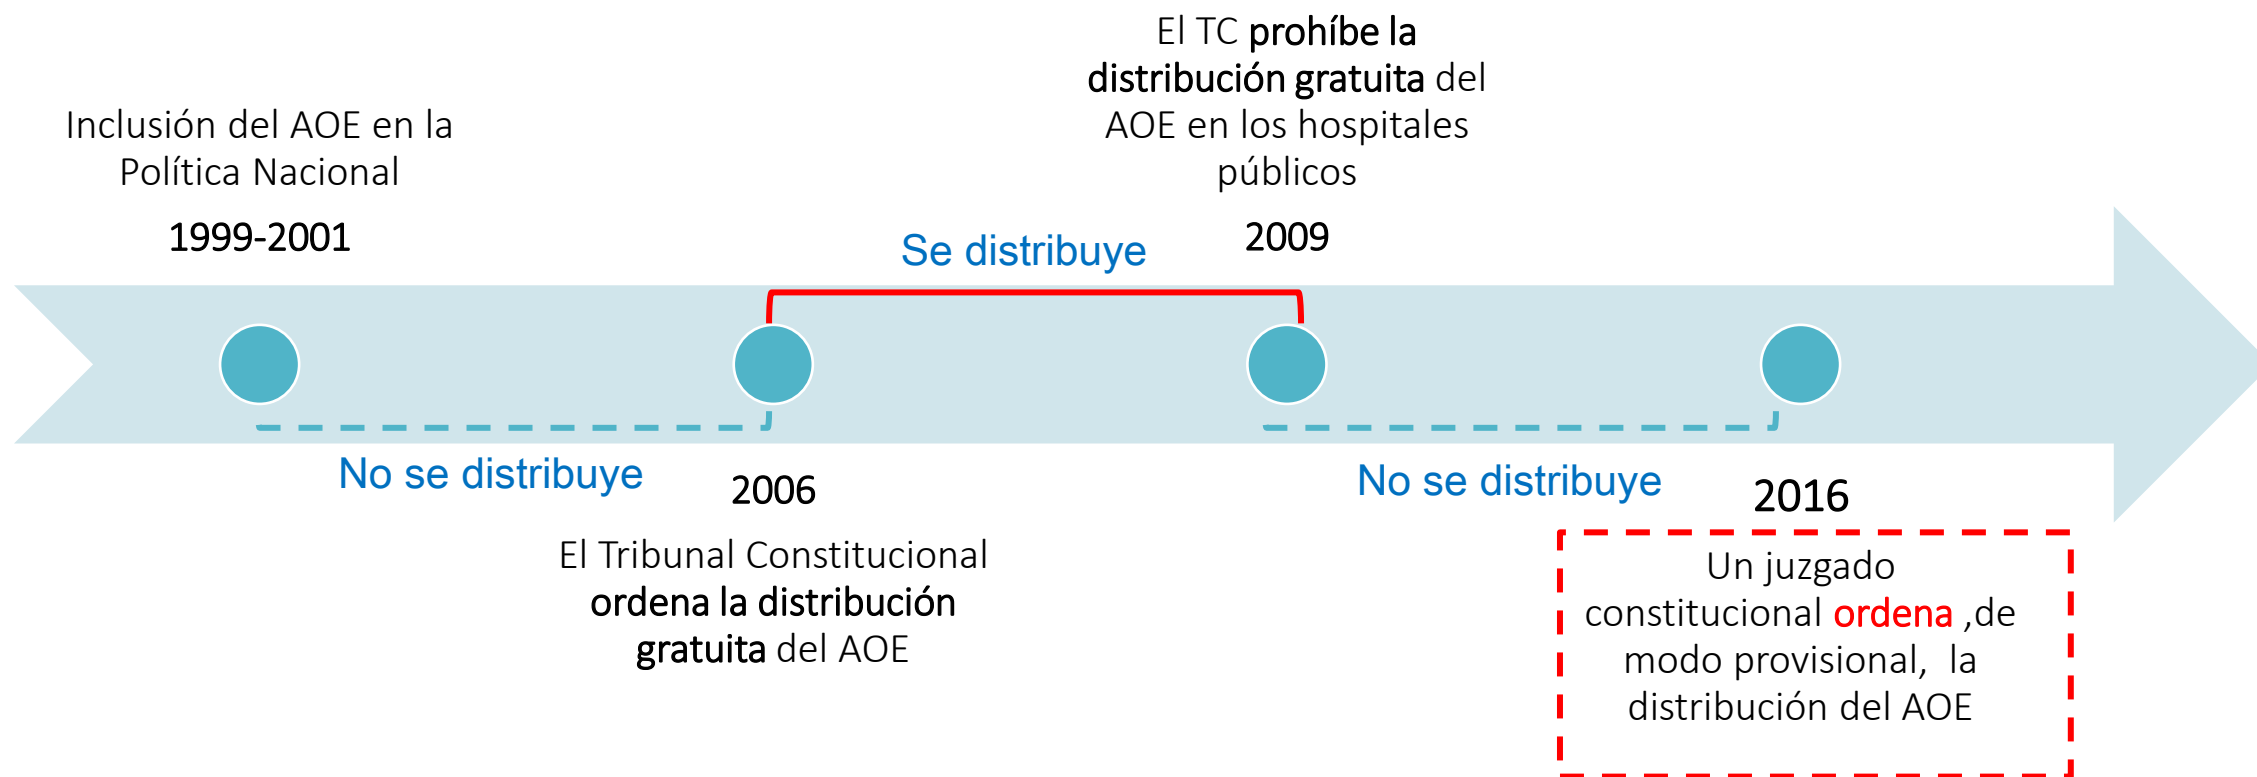 Inclusión del AOE en la
Política Nacional
1999-2001
No se distribuye
2006
El Tribunal Constitucional
ordena la distribución
gratuita del AOE
Se distribuye
El TC prohíbe la
distribución gratuita del
AOE en los hospitales
públicos
2009
No se distribuye
2016
Un juzgado
constitucional ordena ,de
modo provisional, la
distribución del AOE